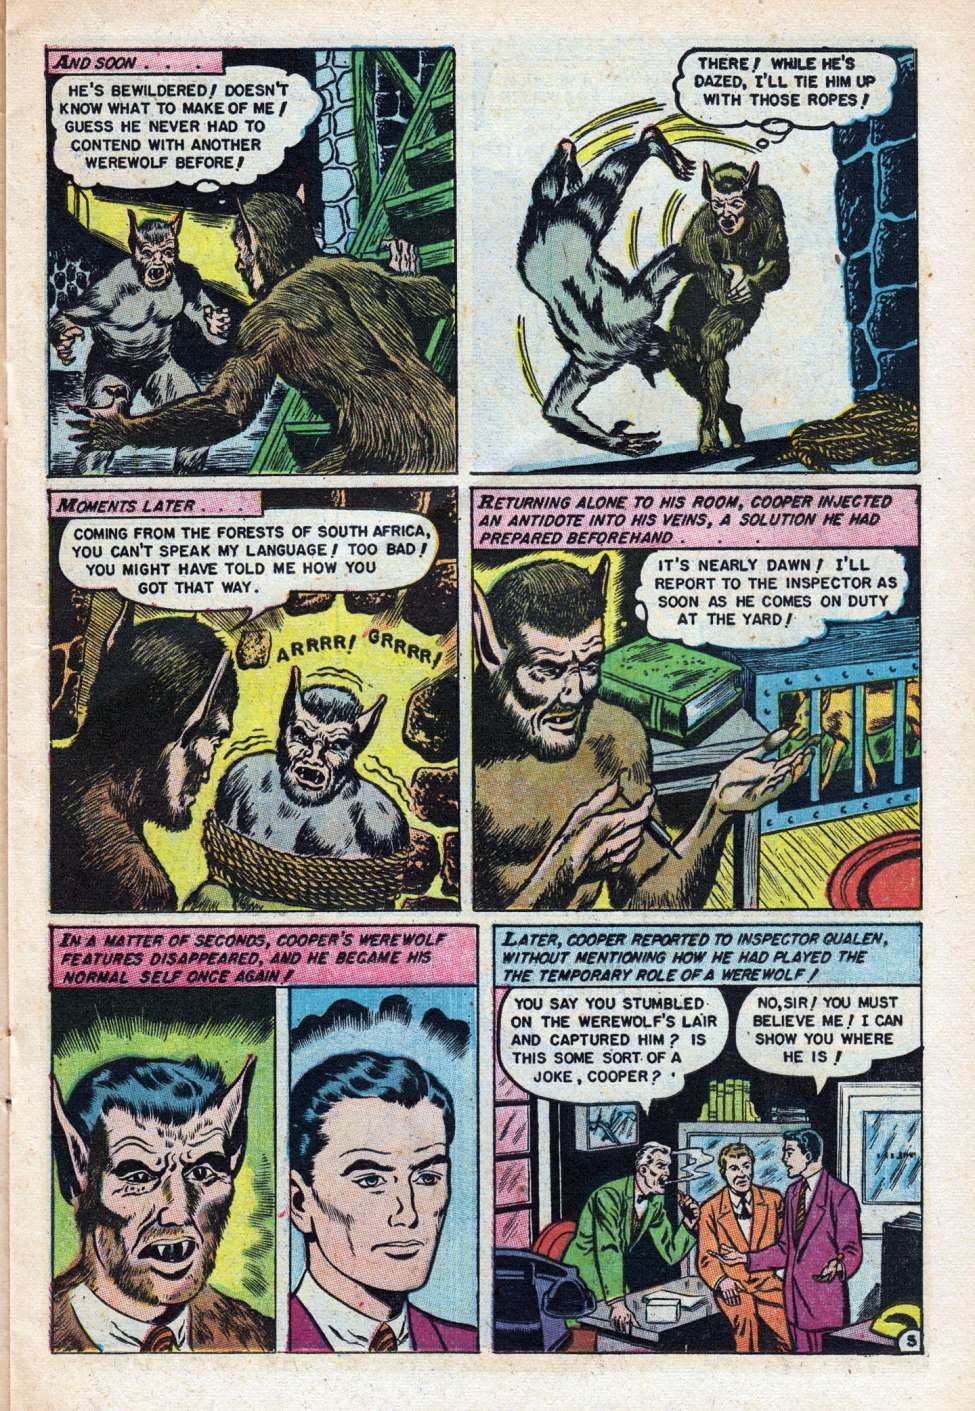 AND SOON . . .
HE'S BEWILDERED! DOESN'T
KNOW WHAT TO MAKE OF ME!
GUESS HE NEVER HAD TO
CONTEND WITH ANOTHER
WEREWOLF BEFORE!
THERE! WHILE HE'S
DAZED, I'LL TIE HIM UP
WITH THOSE ROPES!
MOMENTS LATER . . .
COMING FROM THE FORESTS OF SOUTH AFRICA,
YOU CAN'T SPEAK MY LANGUAGE! TOO BAD!
YOU MIGHT HAVE TOLD ME HOW YOU
GOT THAT WAY.
ARRRR! GRRRR!
RETURNING ALONE TO HIS ROOM, COOPER INJECTED
AN ANTIDOTE INTO HIS VEINS, A SOLUTION HE HAD
PREPARED BEFOREHAND . . . .
IT'S NEARLY DAWN! I'LL
REPORT TO THE INSPECTOR AS
SOON AS HE COMES ON DUTY
AT THE YARD!
IN A MATTER OF SECONDS, COOPER'S WEREWOLF
FEATURES DISAPPEARED, AND HE BECAME HIS
NORMAL SELF ONCE AGAIN!
LATER, COOPER REPORTED TO INSPECTOR QUALEN,
WITHOUT MENTIONING HOW HE HAD PLAYED THE
THE TEMPORARY ROLE OF A WEREWOLF!
YOU SAY YOU STUMBLED
ON THE WEREWOLF'S LAIR
AND CAPTURED HIM? IS
THIS SOME SORT OF A
JOKE, COOPER?
NO, SIR! YOU MUST
BELIEVE ME! I CAN
SHOW YOU WHERE
HE IS!